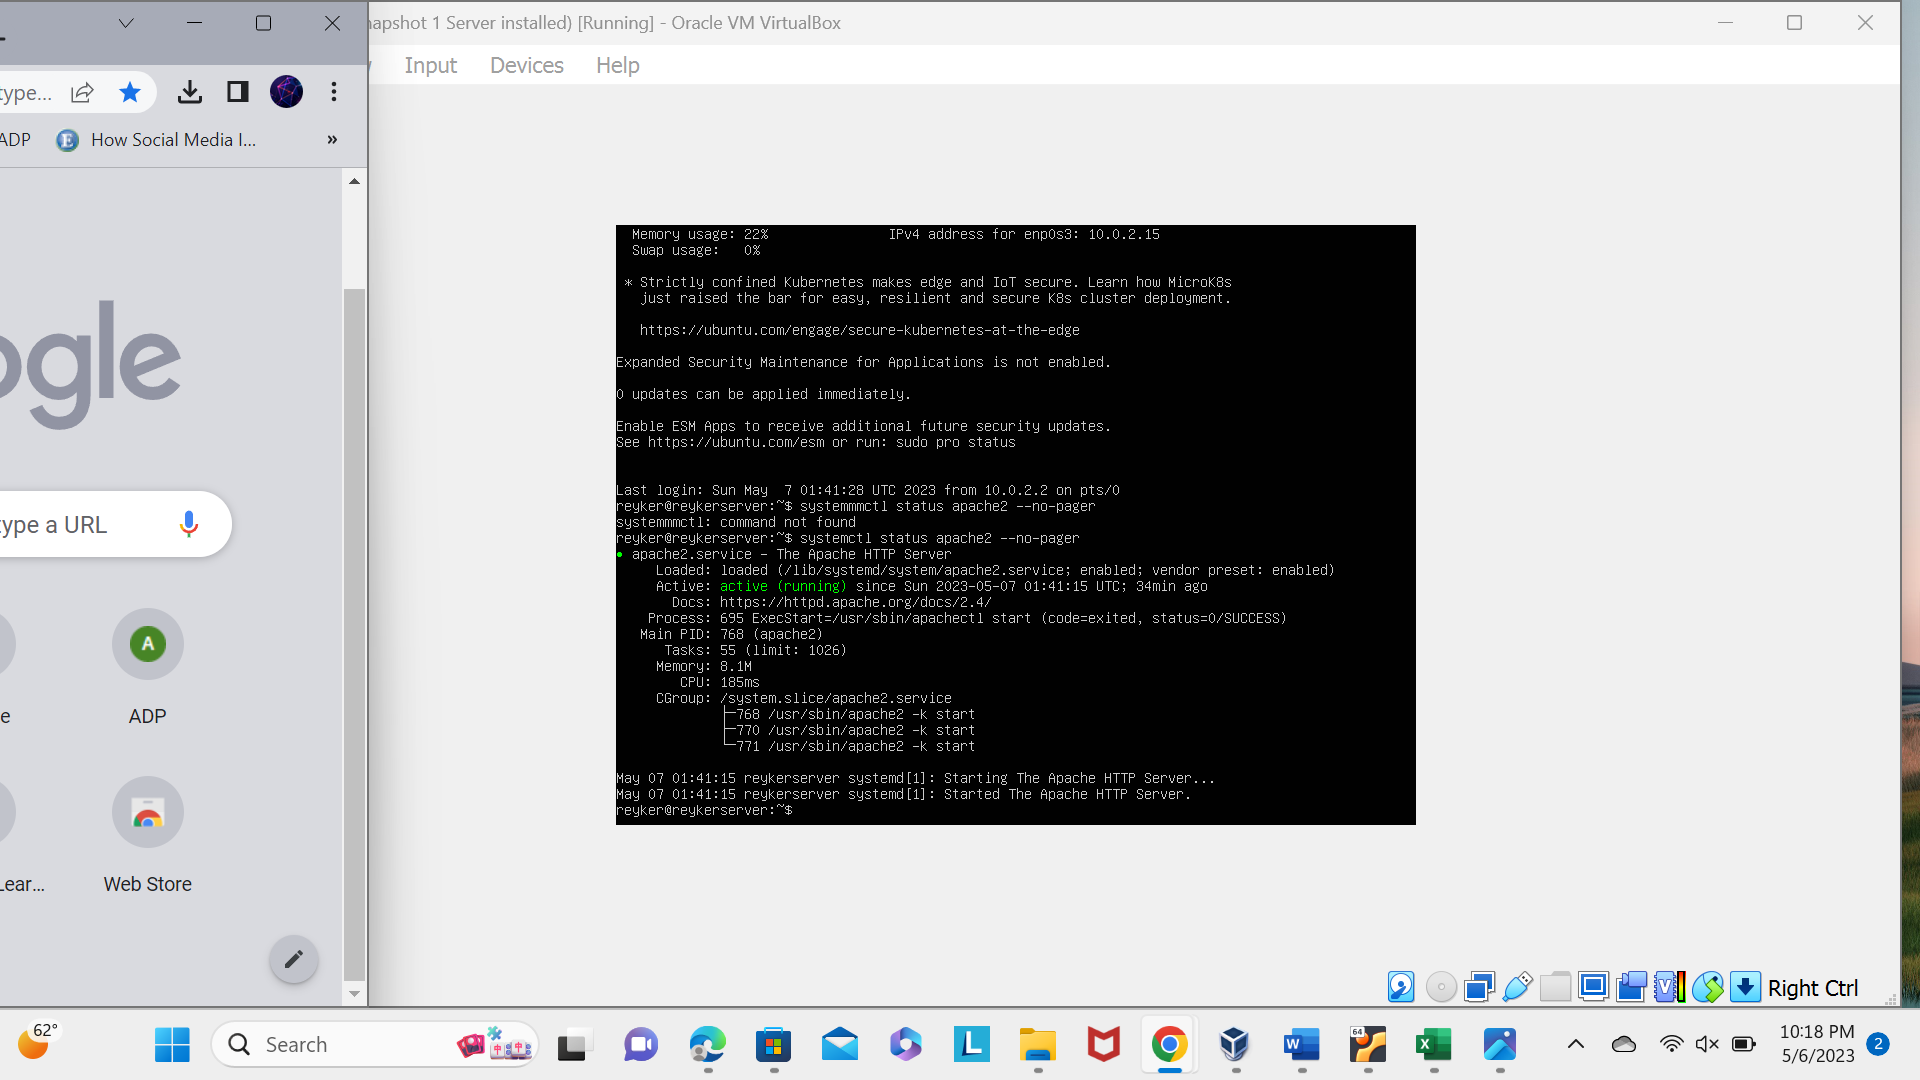 napshot 1 Server installed) [Running] - Oracle VM VirtualBox
Input Devices Help
type...
ADP How Social Media I... »
ogle
type a URL
A
e ADP
Lear... Web Store
Memory usage: 22% IPv4 address for enp0s3: 10.0.2.15
Swap usage: 0%
* Strictly confined Kubernetes makes edge and IoT secure. Learn how MicroK8s
just raised the bar for easy, resilient and secure K8s cluster deployment.
https://ubuntu.com/engage/secure-kubernetes-at-the-edge
Expanded Security Maintenance for Applications is not enabled.
0 updates can be applied immediately.
Enable ESM Apps to receive additional future security updates.
See https://ubuntu.com/esm or run: sudo pro status
Last login: Sun May  7 01:41:28 UTC 2023 from 10.0.2.2 on pts/0
reyker@reykerserver:~$ systemmmctl status apache2 --no-pager
systemmmctl: command not found
reyker@reykerserver:~$ systemctl status apache2 --no-pager
● apache2.service - The Apache HTTP Server
Loaded: loaded (/lib/systemd/system/apache2.service; enabled; vendor preset: enabled)
Active: active (running) since Sun 2023-05-07 01:41:15 UTC; 34min ago
Docs: https://httpd.apache.org/docs/2.4/
Process: 695 ExecStart=/usr/sbin/apachectl start (code=exited, status=0/SUCCESS)
Main PID: 768 (apache2)
Tasks: 55 (limit: 1026)
Memory: 8.1M
CPU: 185ms
CGroup: /system.slice/apache2.service
├─768 /usr/sbin/apache2 -k start
├─770 /usr/sbin/apache2 -k start
└─771 /usr/sbin/apache2 -k start
May 07 01:41:15 reykerserver systemd[1]: Starting The Apache HTTP Server...
May 07 01:41:15 reykerserver systemd[1]: Started The Apache HTTP Server.
reyker@reykerserver:~$
Right Ctrl
62°
Search
10:18 PM
5/6/2023
2